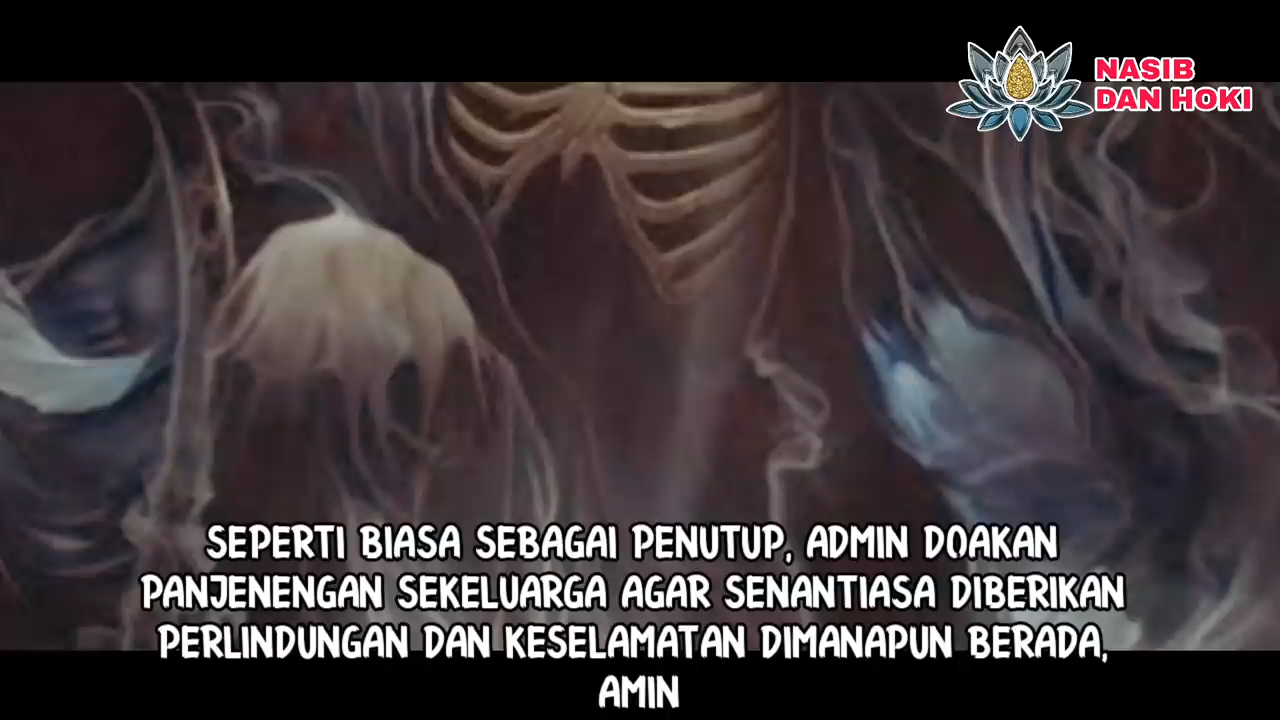 NASIB
DAN HOKI
SEPERTI BIASA SEBAGAI PENUTUP, ADMIN DOAKAN
PANJENENGAN SEKELUARGA AGAR SENANTIASA DIBERIKAN
PERLINDUNGAN DAN KESELAMATAN DIMANAPUN BERADA,
AMIN